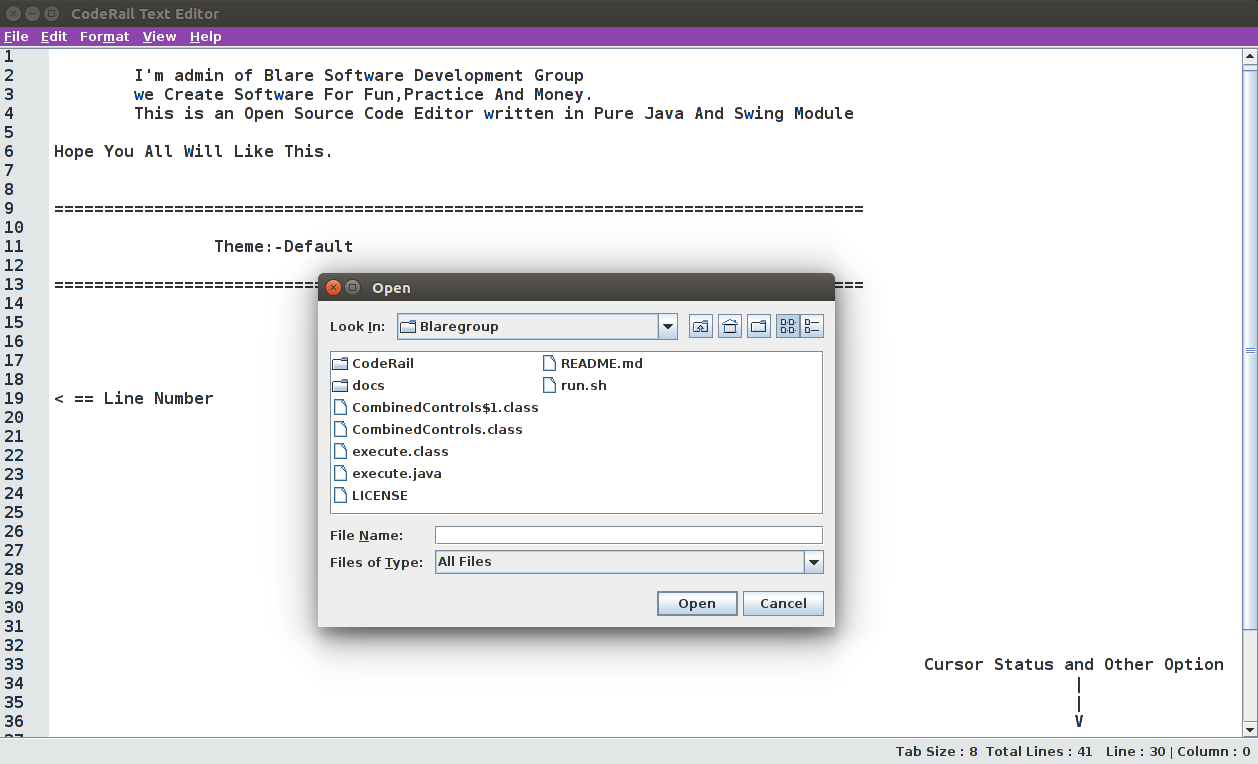 CodeRail Text Editor
File Edit Format View Help
1
2 I'm admin of Blare Software Development Group
3 we Create Software For Fun,Practice And Money.
4 This is an Open Source Code Editor written in Pure Java And Swing Module
5
6 Hope You All Will Like This.
7
8
9 =================================================================================
10
11 Theme:-Default
12
13 =================================================================================
14
15
16
17
18
19 < == Line Number
20
21
22
23
24
25
26
27
28
29
30
31
32
33 Cursor Status and Other Option
34 |
35 |
36 V
37
Open
Look In: Blaregroup
CodeRail
docs
CombinedControls$1.class
CombinedControls.class
execute.class
execute.java
LICENSE
README.md
run.sh
File Name:
Files of Type: All Files
Open Cancel
Tab Size : 8 Total Lines : 41 Line : 30 | Column : 0